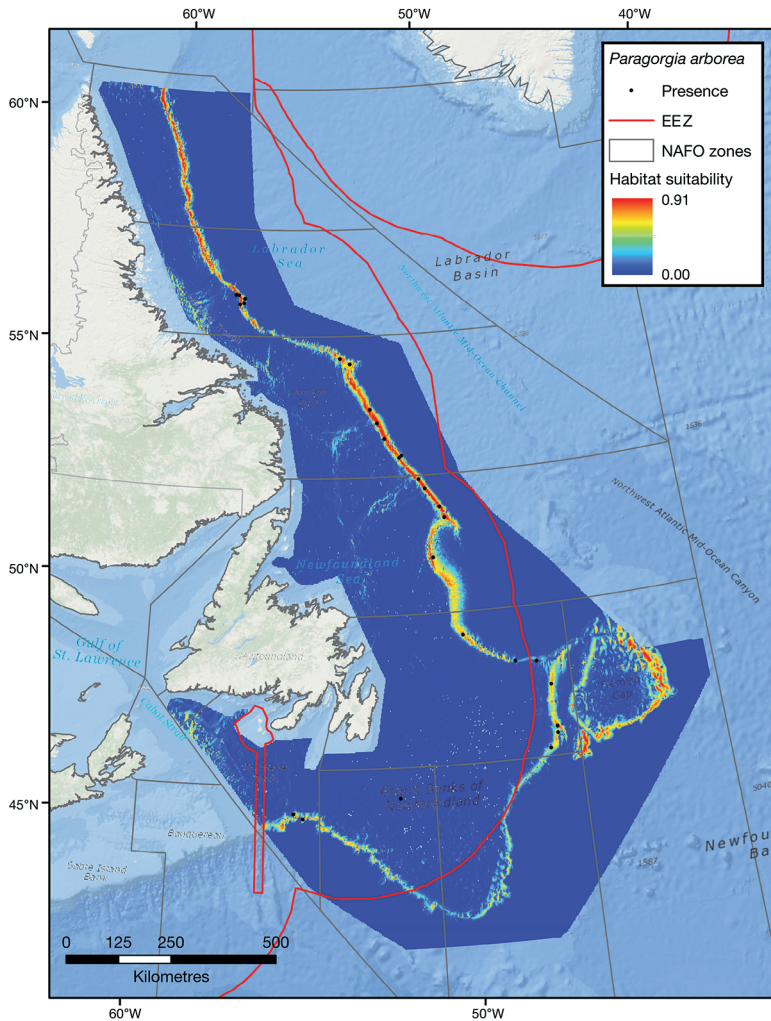 60°W
50°W
40°W
Paragorgia arborea
Presence
EEZ
NAFO zones
Habitat suitability
0.91
0.00
60°N
Labrador
Sea
Labrador
Basin
Northwest Atlantic Mid-Ocean Channel
55°N
1536
Northwest Atlantic Mid-Ocean Canyon
50°N
Newfoundland
Sea
Gulf of
St. Lawrence
Newfoundland
Cap
Cabot Strait
Grand Banks of
Newfoundland
45°N
5040
Banquereau
Newfou
Ba
1587
Sable Island
Bank
0
125
250
500
Kilometres
60°W
50°W